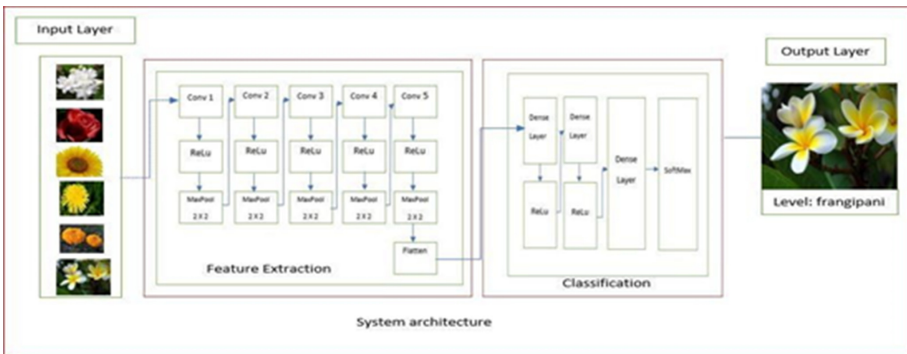 Input Layer
Output Layer
Conv 1
Conv 2
Conv 3
Conv 4
Conv 5
ReLu
ReLu
ReLu
ReLu
ReLu
MaxPool
2 X 2
MaxPool
2 X 2
MaxPool
2 X 2
MaxPool
2 X 2
MaxPool
2 X 2
Flatten
Feature Extraction
Dense
Layer
Dense
Layer
ReLu
ReLu
Dense
Layer
SoftMax
Classification
Level: frangipani
System architecture